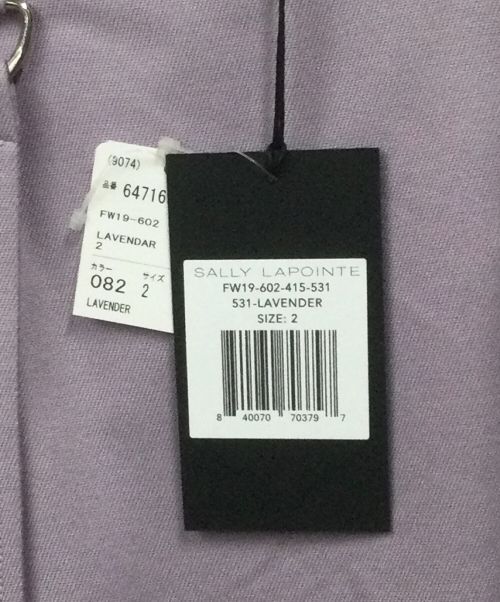 (9074)
品番 64716
FW19-602
LAVENDAR
2
カラー サイズ
082 2
LAVENDER
SALLY LAPOINTE
FW19-602-415-531
531-LAVENDER
SIZE: 2
8 40070 70379 7